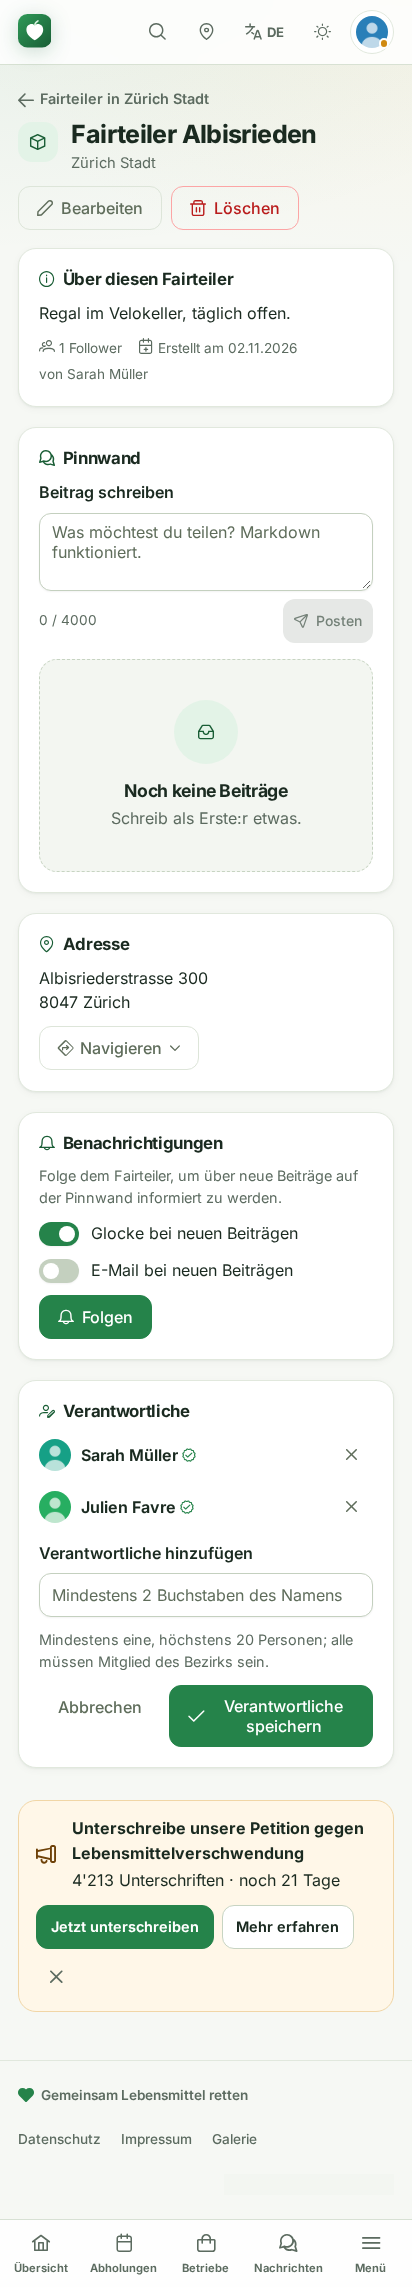 DE
Fairteiler in Zürich Stadt
Fairteiler Albisrieden
Zürich Stadt
Bearbeiten
Löschen
Über diesen Fairteiler
Regal im Velokeller, täglich offen.
1 Follower
Erstellt am 02.11.2026
von Sarah Müller
Pinnwand
Beitrag schreiben
Was möchtest du teilen? Markdown
funktioniert.
0 / 4000
Posten
Noch keine Beiträge
Schreib als Erste:r etwas.
Adresse
Albisriederstrasse 300
8047 Zürich
Navigieren
Benachrichtigungen
Folge dem Fairteiler, um über neue Beiträge auf
der Pinnwand informiert zu werden.
Glocke bei neuen Beiträgen
E-Mail bei neuen Beiträgen
Folgen
Verantwortliche
Sarah Müller
Julien Favre
Verantwortliche hinzufügen
Mindestens 2 Buchstaben des Namens
Mindestens eine, höchstens 20 Personen; alle
müssen Mitglied des Bezirks sein.
Abbrechen
Verantwortliche
speichern
Unterschreibe unsere Petition gegen
Lebensmittelverschwendung
4'213 Unterschriften · noch 21 Tage
Jetzt unterschreiben
Mehr erfahren
Gemeinsam Lebensmittel retten
Datenschutz
Impressum
Galerie
Übersicht
Abholungen
Betriebe
Nachrichten
Menü